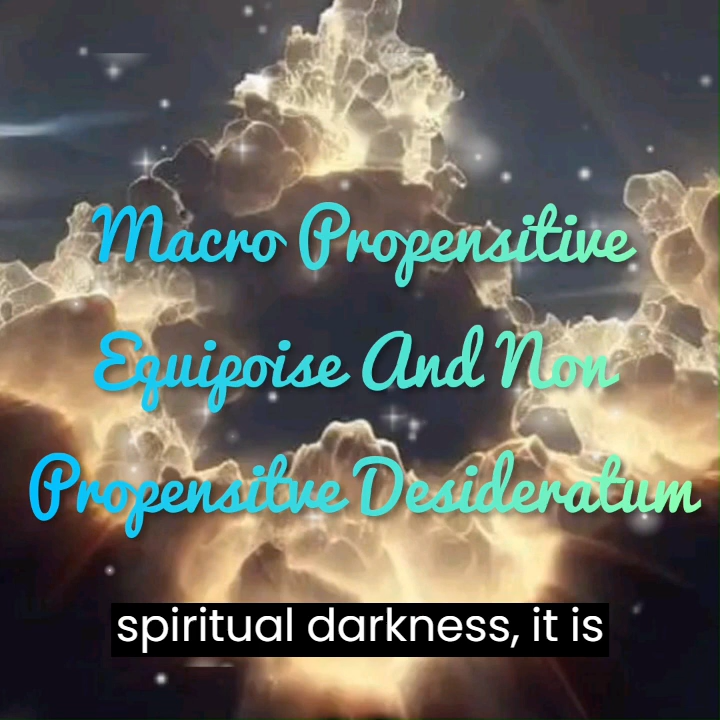 Macro Propensitive
Equipoise And Non
Propensitve Desideratum
spiritual darkness, it is